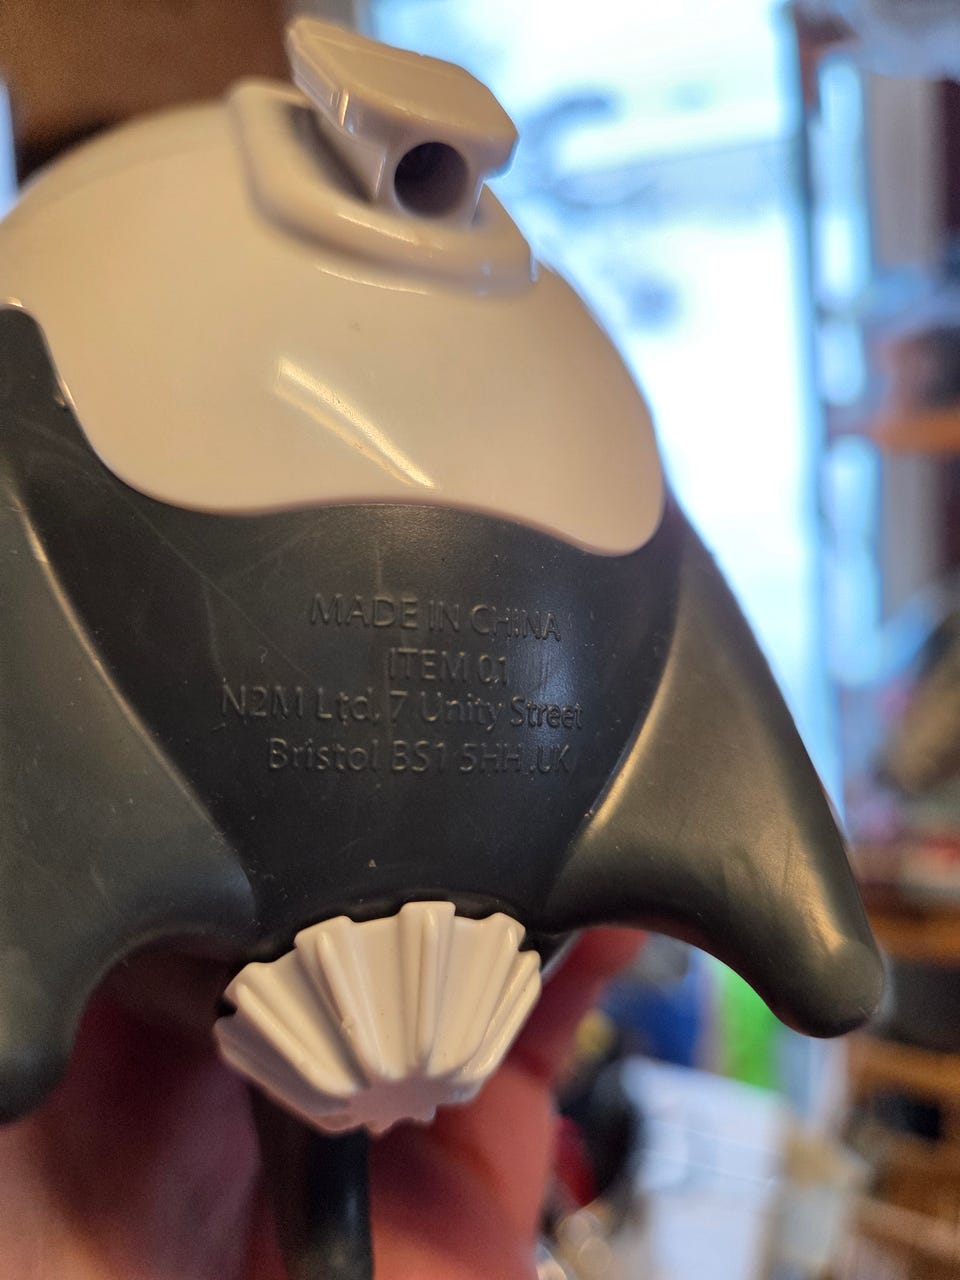 MADE IN CHINA
ITEM 01
N2M Ltd, 7 Unity Street
Bristol BS1 5HH ,UK